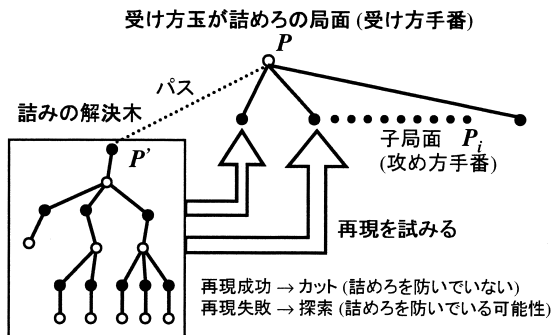 受け方玉が詰めろの局面 (受け方手番)
P
パス
詰みの解決木
P'
子局面 Pi
(攻め方手番)
再現を試みる
再現成功 → カット (詰めろを防いでいない)
再現失敗 → 探索 (詰めろを防いでいる可能性)